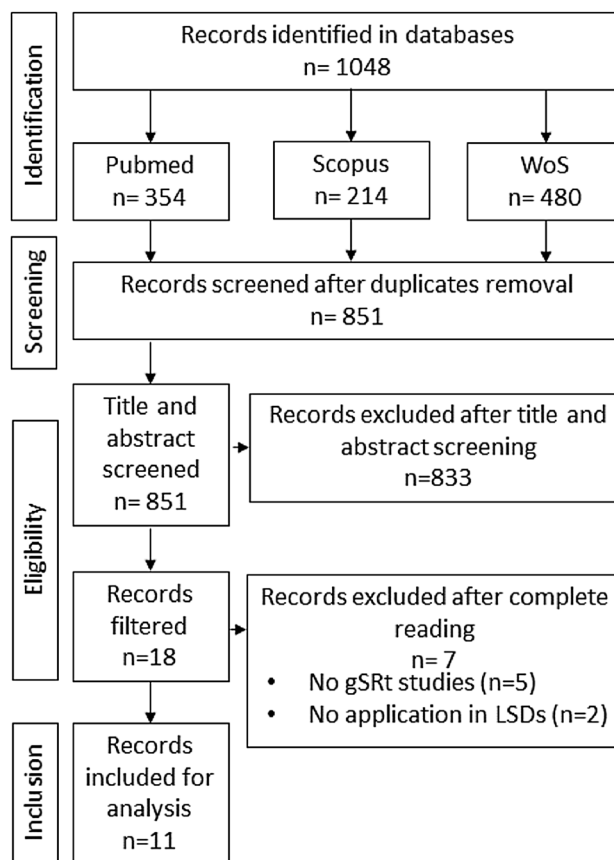 Identification
Records identified in databases
n= 1048
Pubmed
n= 354
Scopus
n= 214
WoS
n= 480
Screening
Records screened after duplicates removal
n= 851
Eligibility
Title and
abstract
screened
n= 851
Records excluded after title and
abstract screening
n=833
Records
filtered
n=18
Records excluded after complete
reading
n= 7
• No gSRt studies (n=5)
• No application in LSDs (n=2)
Inclusion
Records
included for
analysis
n=11